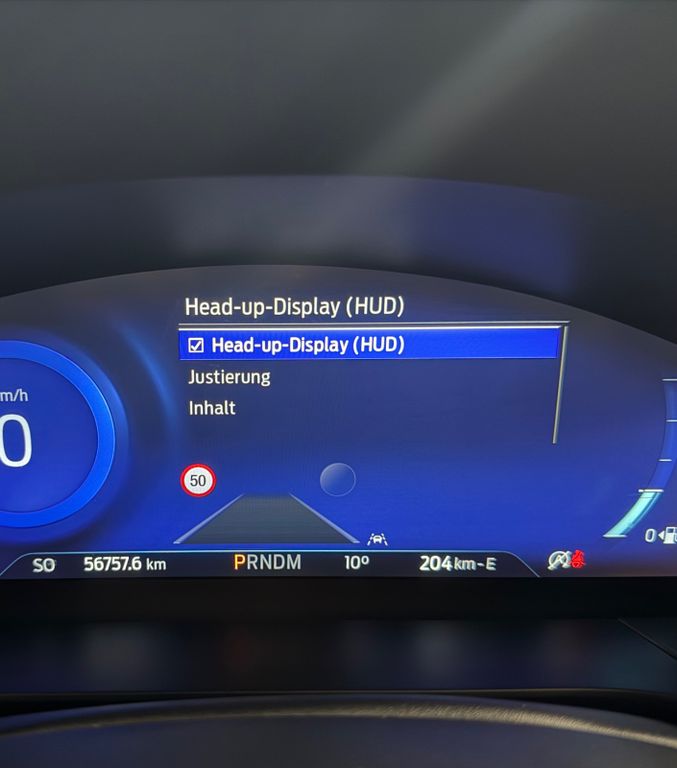 Head-up-Display (HUD)
Head-up-Display (HUD)
Justierung
Inhalt
m/h
0
50
SO 56757.6 km PRNDM 10° 204 km-E
0